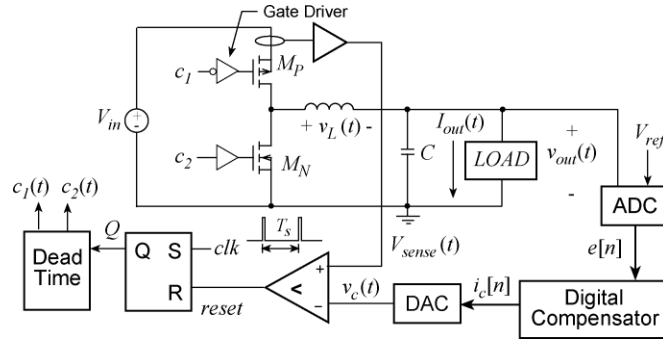 Gate Driver
c1
MP
Vin
+ vL(t) -
Iout(t)
+
vout(t)
-
C
LOAD
Vref
c2
MN
c1(t) c2(t)
Ts
Vsense(t)
ADC
e[n]
Dead Time
Q
Q S
R
clk
reset
+
<
−
vc(t)
DAC
ic[n]
Digital Compensator